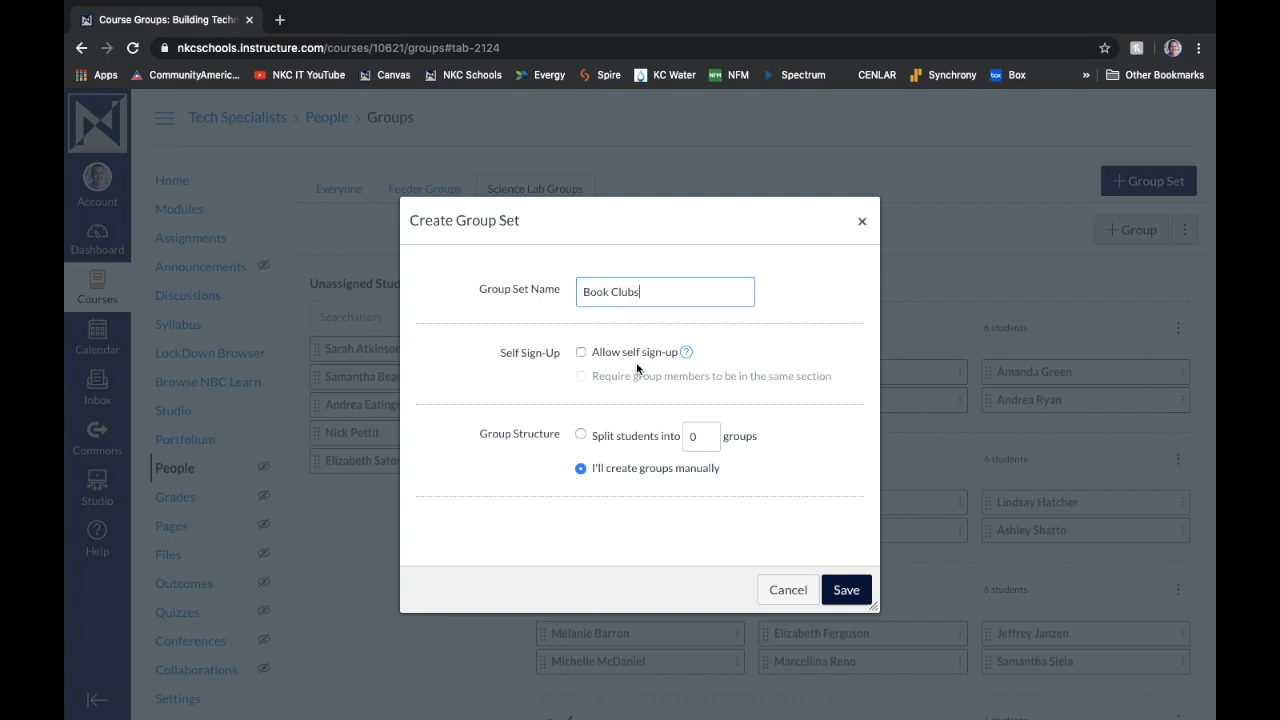 Course Groups: Building Techn
nkcschools.instructure.com/courses/10621/groups#tab-2124
Apps CommunityAmeric... NKC IT YouTube Canvas NKC Schools Evergy Spire KC Water NFM Spectrum CENLAR Synchrony Box » Other Bookmarks
Tech Specialists > People > Groups
Account
Dashboard
Courses
Calendar
Inbox
Commons
Studio
Help
Home
Modules
Assignments
Announcements
Discussions
Syllabus
LockDown Browser
Browse NBC Learn
Studio
Portfolium
People
Grades
Pages
Files
Outcomes
Quizzes
Conferences
Collaborations
Settings
Everyone Feeder Groups Science Lab Groups
+ Group Set
+ Group
Unassigned Stud
Search users
Sarah Atkinso
Samantha Bea
Andrea Eating
Nick Pettit
Elizabeth Sato
Create Group Set
Group Set Name Book Clubs
Self Sign-Up Allow self sign-up
Require group members to be in the same section
Group Structure Split students into 0 groups
I'll create groups manually
Cancel Save
6 students
Amanda Green
Andrea Ryan
6 students
Lindsay Hatcher
Ashley Shatto
6 students
Melanie Barron Elizabeth Ferguson Jeffrey Janzen
Michelle McDaniel Marcellina Reno Samantha Siela